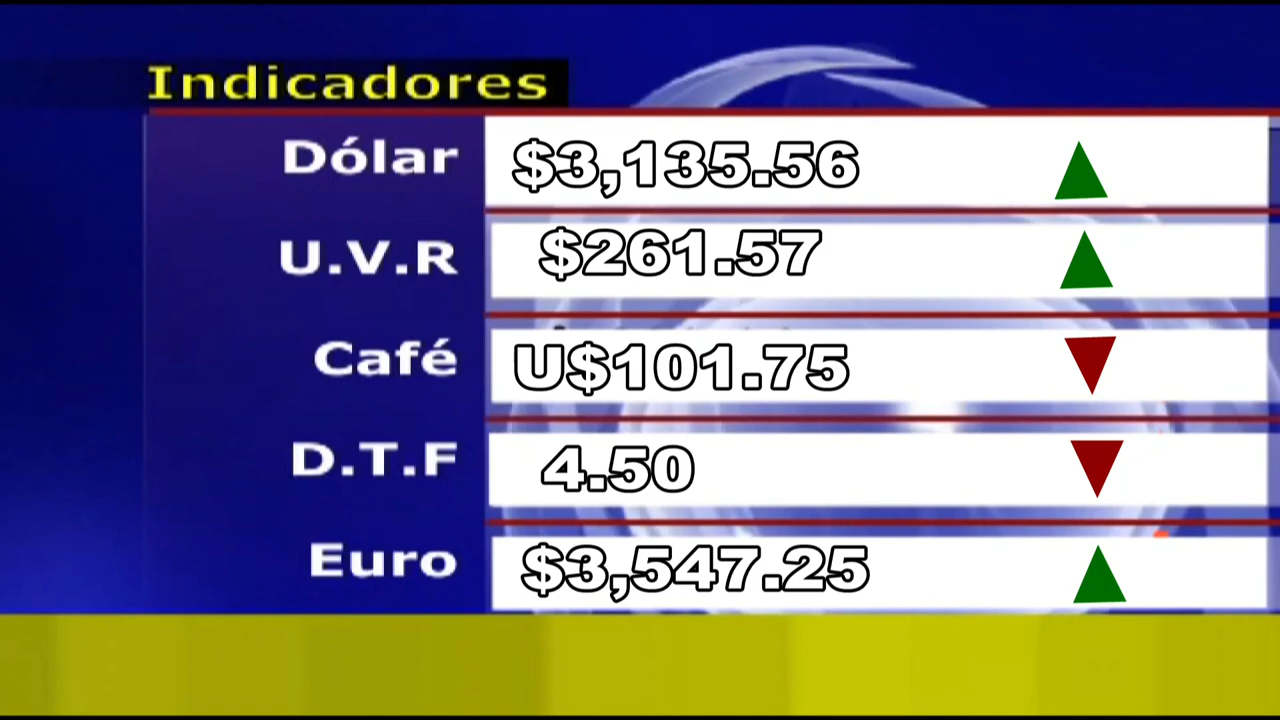 Indicadores
Dólar $3,135.56
U.V.R $261.57
Café U$101.75
D.T.F 4.50
Euro $3,547.25